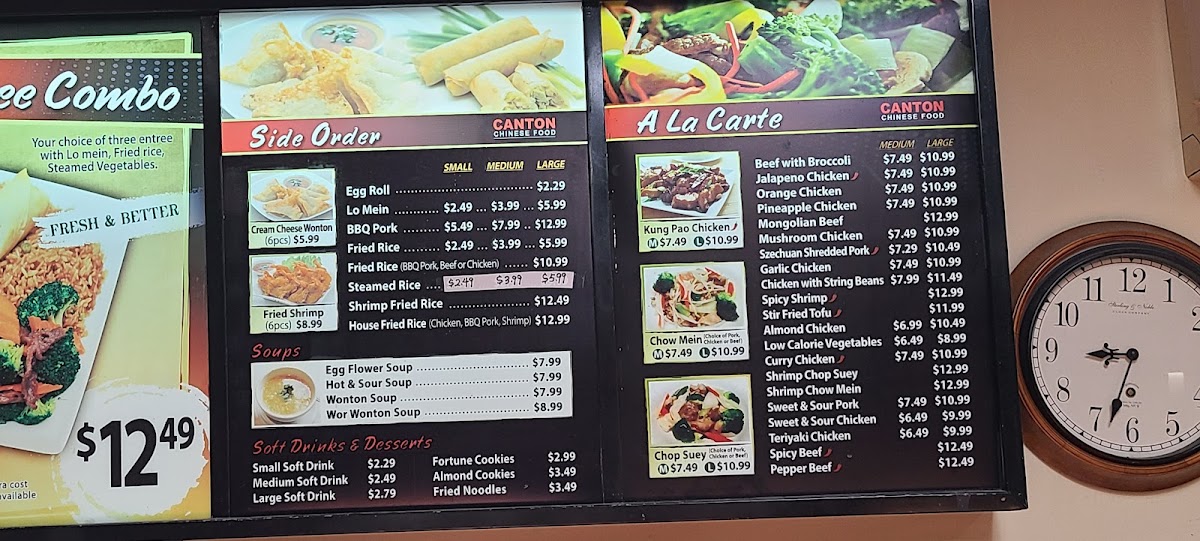 ee Combo
Your choice of three entree
with Lo mein, Fried rice,
Steamed Vegetables.
FRESH & BETTER
$12.49
ra cost
available
Side Order
CANTON
CHINESE FOOD
SMALL MEDIUM LARGE
Cream Cheese Wonton
(6pcs) $5.99
Fried Shrimp
(6pcs) $8.99
Egg Roll ........ $2.29
Lo Mein ........ $2.49 ... $3.99 ... $5.99
BBQ Pork ........ $5.49 ... $7.99 .. $12.99
Fried Rice ........ $2.49 ... $3.99 ... $5.99
Fried Rice (BBQ Pork, Beef or Chicken) ...... $10.99
Steamed Rice .... $2.49 $3.99 $5.99
Shrimp Fried Rice ........ $12.49
House Fried Rice (Chicken, BBQ Pork, Shrimp) $12.99
Soups
Egg Flower Soup ........ $7.99
Hot & Sour Soup ........ $7.99
Wonton Soup ........ $7.99
Wor Wonton Soup ........ $8.99
Soft Drinks & Desserts
Small Soft Drink $2.29
Medium Soft Drink $2.49
Large Soft Drink $2.79
Fortune Cookies $2.99
Almond Cookies $3.49
Fried Noodles $3.49
A La Carte
CANTON
CHINESE FOOD
Kung Pao Chicken
M $7.49 L $10.99
Chow Mein (Choice of Pork, Chicken or Beef)
M $7.49 L $10.99
Chop Suey (Choice of Pork, Chicken or Beef)
M $7.49 L $10.99
MEDIUM LARGE
Beef with Broccoli $7.49 $10.99
Jalapeno Chicken $7.49 $10.99
Orange Chicken $7.49 $10.99
Pineapple Chicken $7.49 $10.99
Mongolian Beef $12.99
Mushroom Chicken $7.49 $10.99
Szechuan Shredded Pork $7.29 $10.49
Garlic Chicken $7.49 $10.99
Chicken with String Beans $7.99 $11.49
Spicy Shrimp $12.99
Stir Fried Tofu $11.99
Almond Chicken $6.99 $10.49
Low Calorie Vegetables $6.49 $8.99
Curry Chicken $7.49 $10.99
Shrimp Chop Suey $12.99
Shrimp Chow Mein $12.99
Sweet & Sour Pork $7.49 $10.99
Sweet & Sour Chicken $6.49 $9.99
Teriyaki Chicken $6.49 $9.99
Spicy Beef $12.49
Pepper Beef $12.49
12
11
1
10
2
9
8
7
6
5